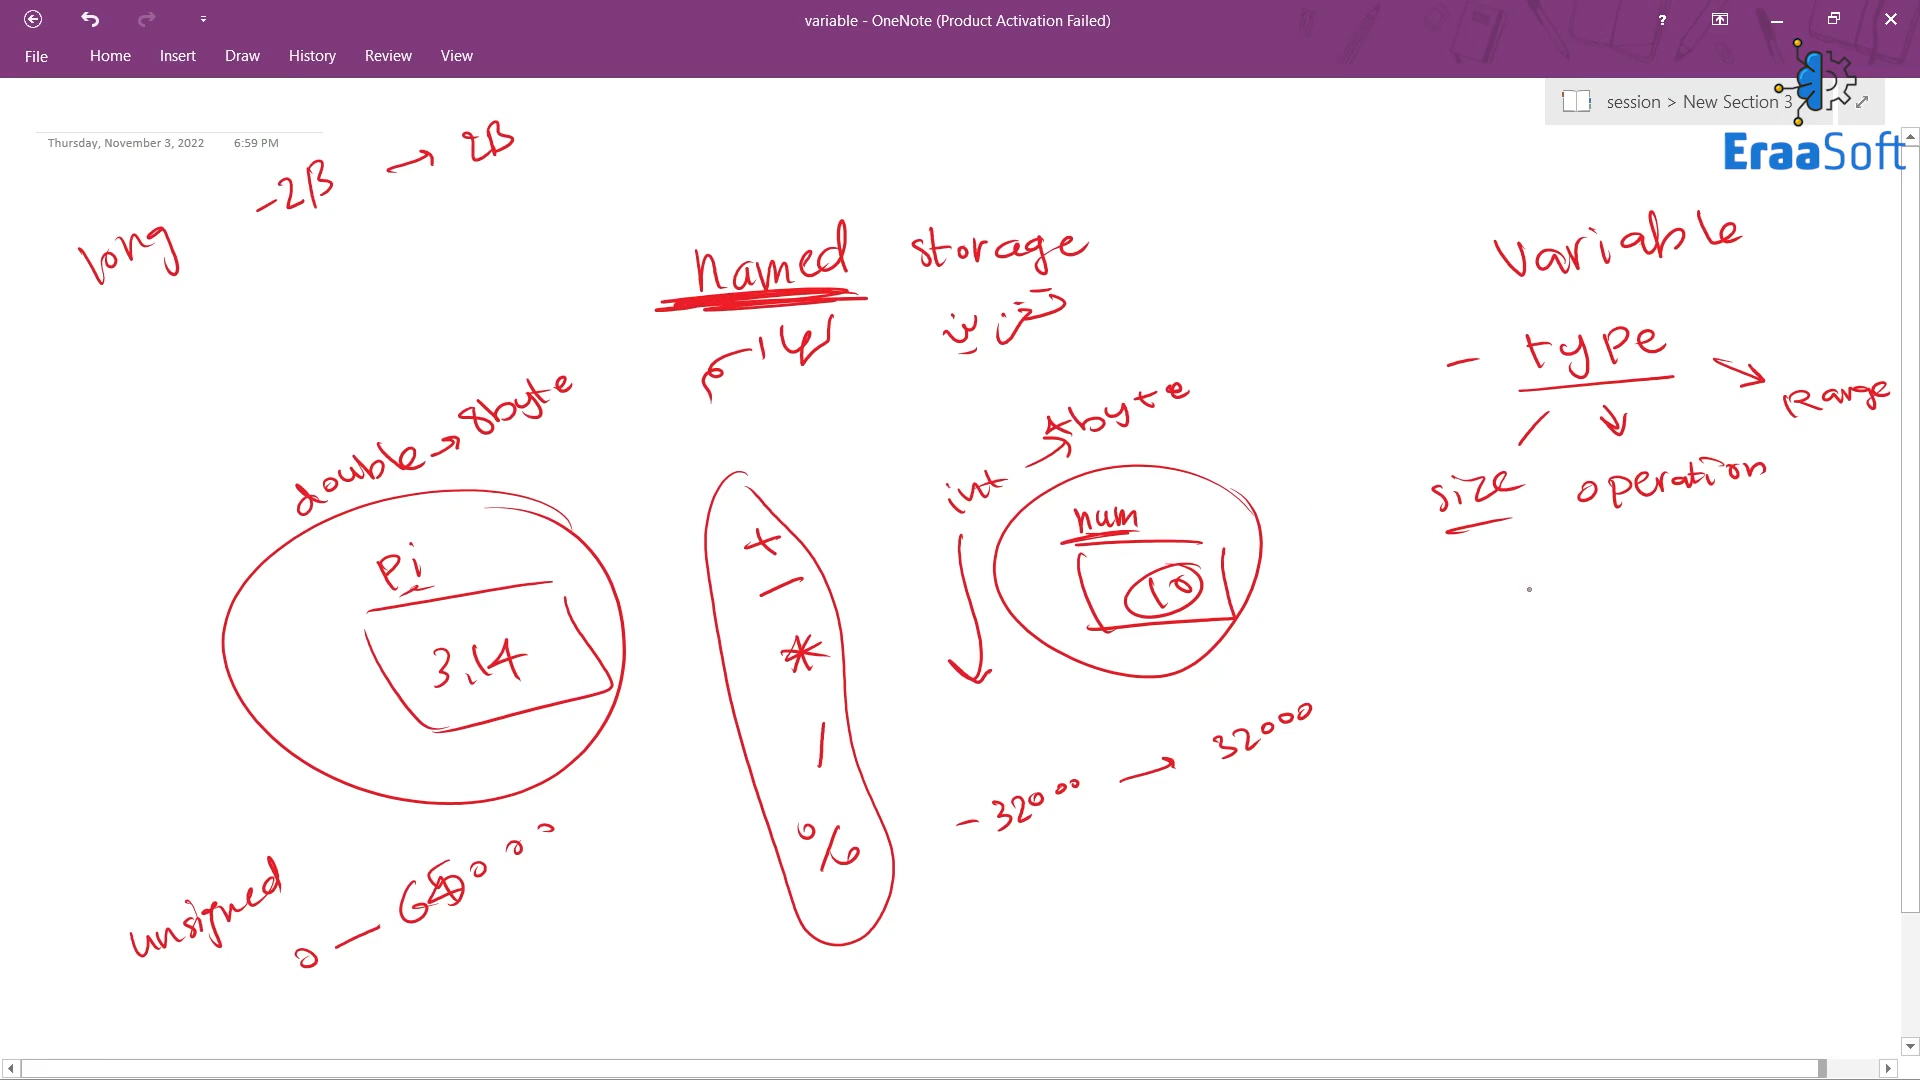 variable - OneNote (Product Activation Failed)
?
File Home Insert Draw History Review View
session > New Section 3
EraaSoft
Thursday, November 3, 2022 6:59 PM
-2B → 2B
long
named storage
تخزين
Variable
- type → Range
size operation
double → 8byte
Pi
3.14
+
-
*
/
%
int → 4byte
num
10
-32000 → 32000
unsigned